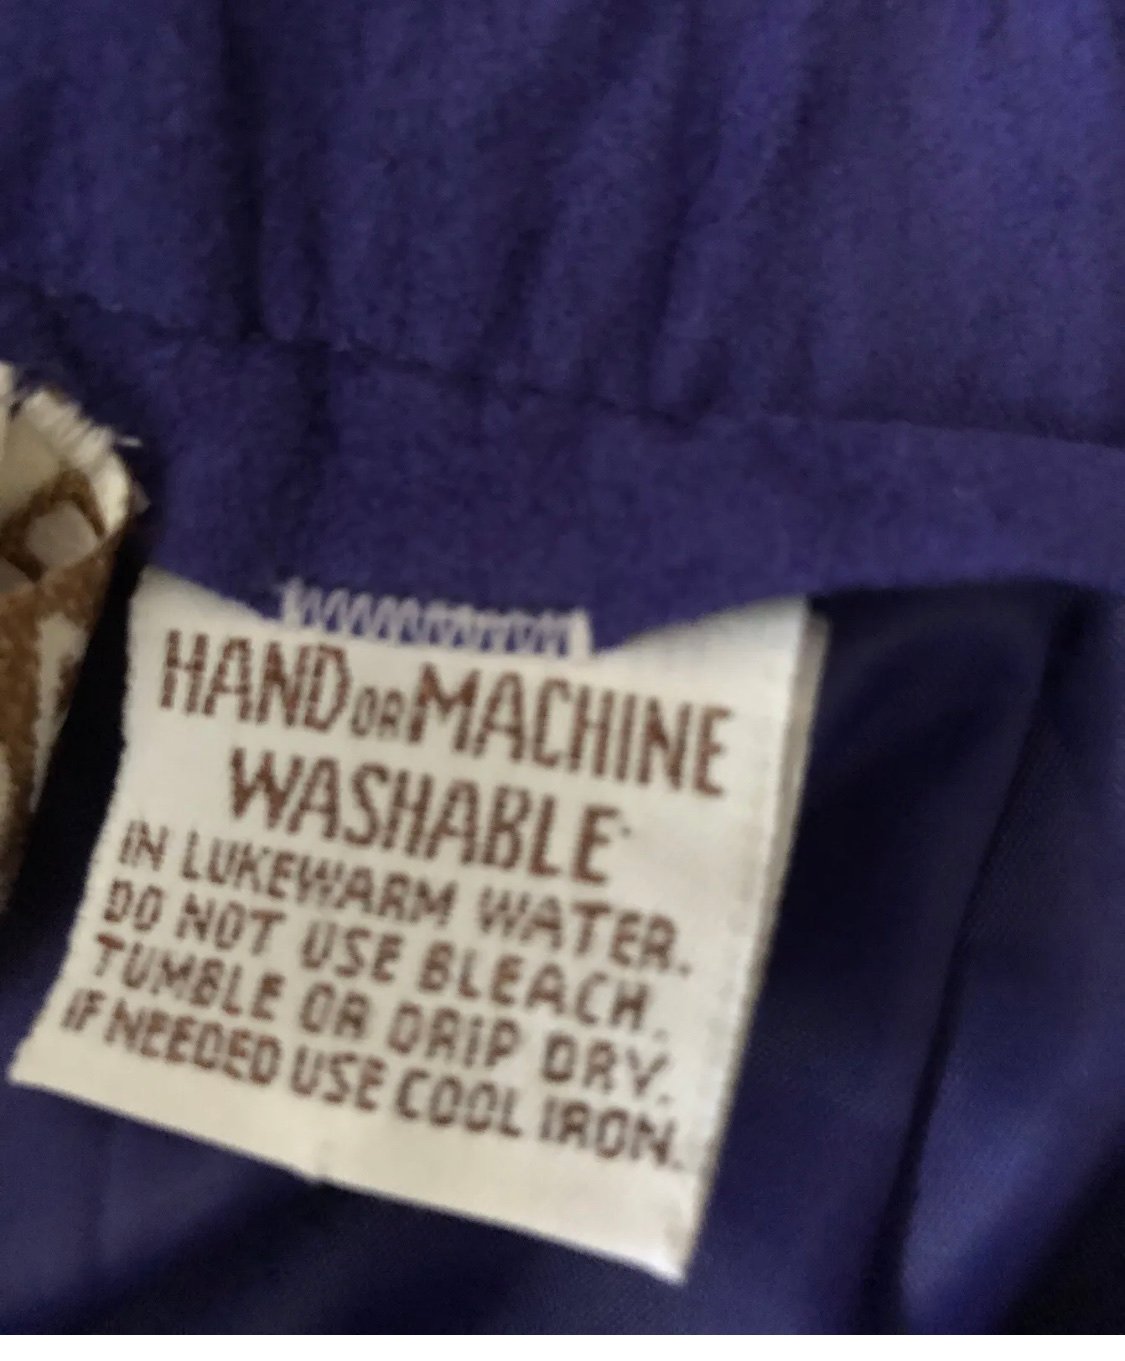 HAND OR MACHINE
WASHABLE
IN LUKEWARM WATER.
DO NOT USE BLEACH.
TUMBLE OR DRIP DRY.
IF NEEDED USE COOL IRON.